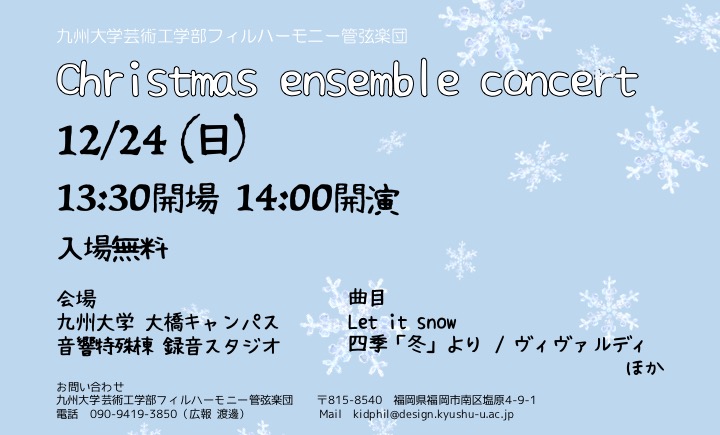 九州大学芸術工学部フィルハーモニー管弦楽団
Christmas ensemble concert
12/24 (日)
13:30開場 14:00開演
入場無料
会場
九州大学 大橋キャンパス
音響特殊棟 録音スタジオ
曲目
Let it snow
四季「冬」より / ヴィヴァルディ
ほか
お問い合わせ
九州大学芸術工学部フィルハーモニー管弦楽団 〒815-8540 福岡県福岡市南区塩原4-9-1
電話 090-9419-3850（広報 渡邊） Mail kidphil@design.kyushu-u.ac.jp